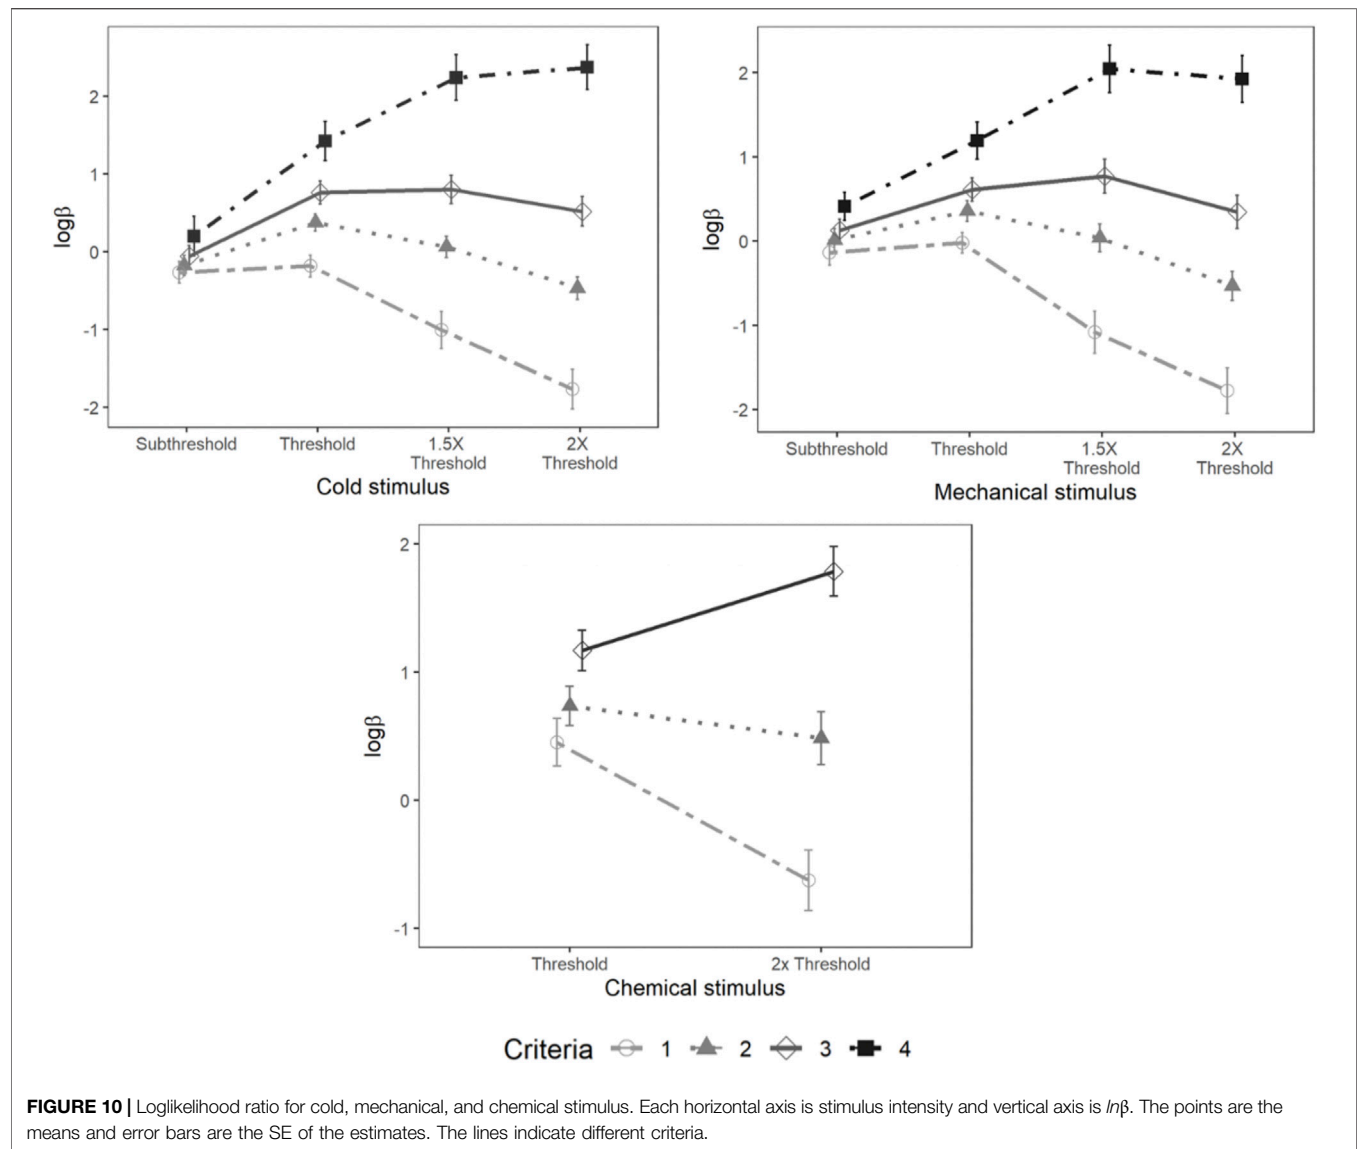 2
1
0
-1
-2
logβ
Subthreshold
Threshold
1.5X
Threshold
2X
Threshold
Cold stimulus
2
1
0
-1
-2
logβ
Subthreshold
Threshold
1.5X
Threshold
2X
Threshold
Mechanical stimulus
2
1
0
-1
logβ
Threshold
2x Threshold
Chemical stimulus
Criteria 1 2 3 4
FIGURE 10 | Loglikelihood ratio for cold, mechanical, and chemical stimulus. Each horizontal axis is stimulus intensity and vertical axis is lnβ. The points are the
means and error bars are the SE of the estimates. The lines indicate different criteria.